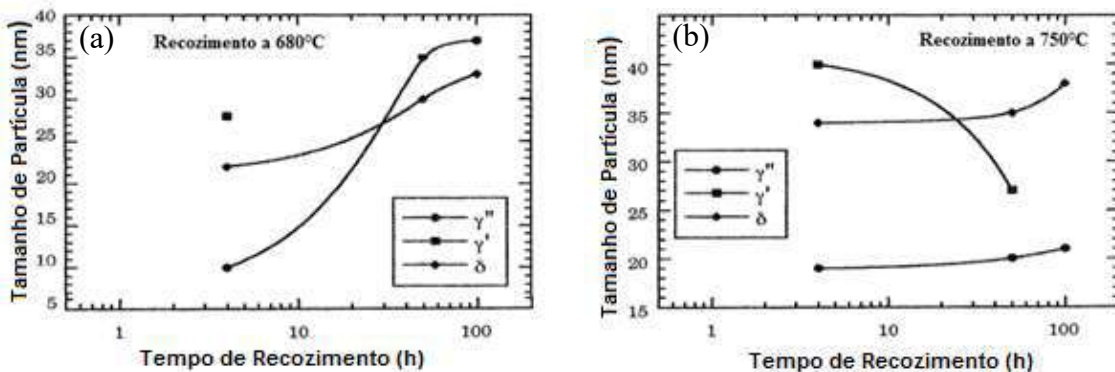 (a)
Recozimento a 680°C
Tamanho de Partícula (nm)
40
35
30
25
20
15
10
5
γ"
γ'
δ
1
10
100
Tempo de Recozimento (h)
(b)
Recozimento a 750°C
Tamanho de Partícula (nm)
40
35
30
25
20
15
γ"
γ'
δ
1
10
100
Tempo de Recozimento (h)